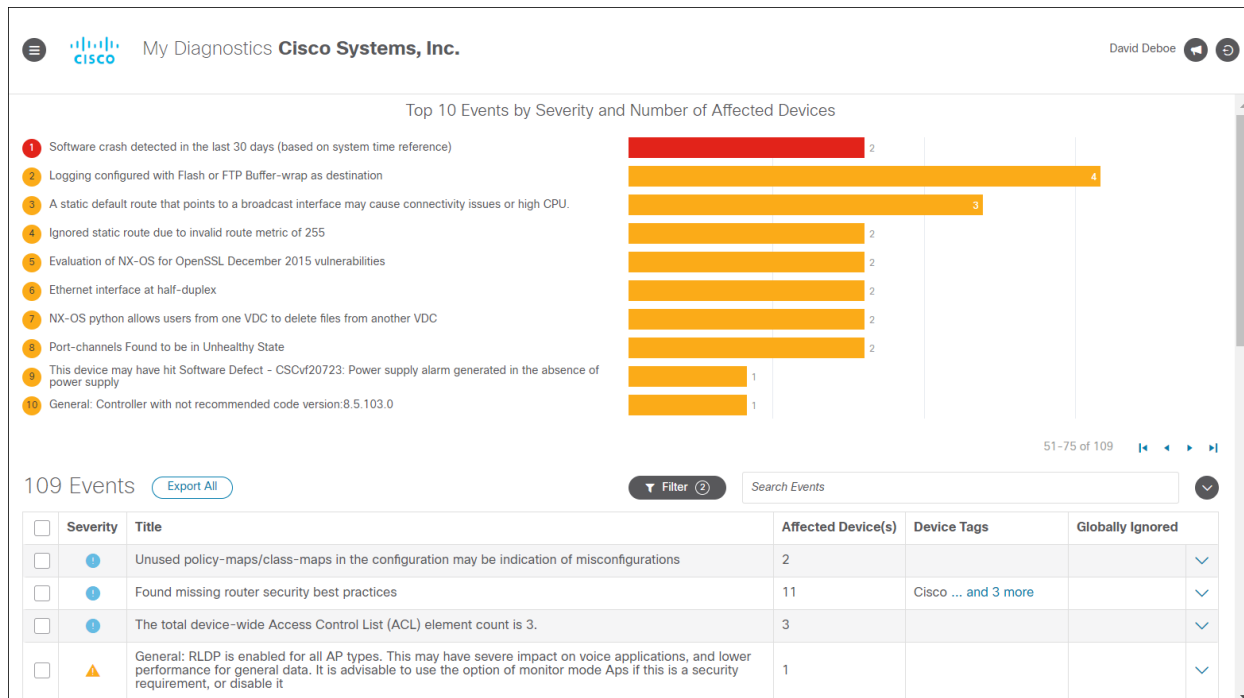 CISCO
My Diagnostics Cisco Systems, Inc.
David Deboe
Top 10 Events by Severity and Number of Affected Devices
1 Software crash detected in the last 30 days (based on system time reference) 2
2 Logging configured with Flash or FTP Buffer-wrap as destination 4
3 A static default route that points to a broadcast interface may cause connectivity issues or high CPU. 3
4 Ignored static route due to invalid route metric of 255 2
5 Evaluation of NX-OS for OpenSSL December 2015 vulnerabilities 2
6 Ethernet interface at half-duplex 2
7 NX-OS python allows users from one VDC to delete files from another VDC 2
8 Port-channels Found to be in Unhealthy State 2
9 This device may have hit Software Defect - CSCvf20723: Power supply alarm generated in the absence of
power supply 1
10 General: Controller with not recommended code version:8.5.103.0 1
51-75 of 109
109 Events Export All Filter 2 Search Events
Severity Title Affected Device(s) Device Tags Globally Ignored
Unused policy-maps/class-maps in the configuration may be indication of misconfigurations 2
Found missing router security best practices 11 Cisco ... and 3 more
The total device-wide Access Control List (ACL) element count is 3. 3
General: RLDP is enabled for all AP types. This may have severe impact on voice applications, and lower
performance for general data. It is advisable to use the option of monitor mode Aps if this is a security 1
requirement, or disable it